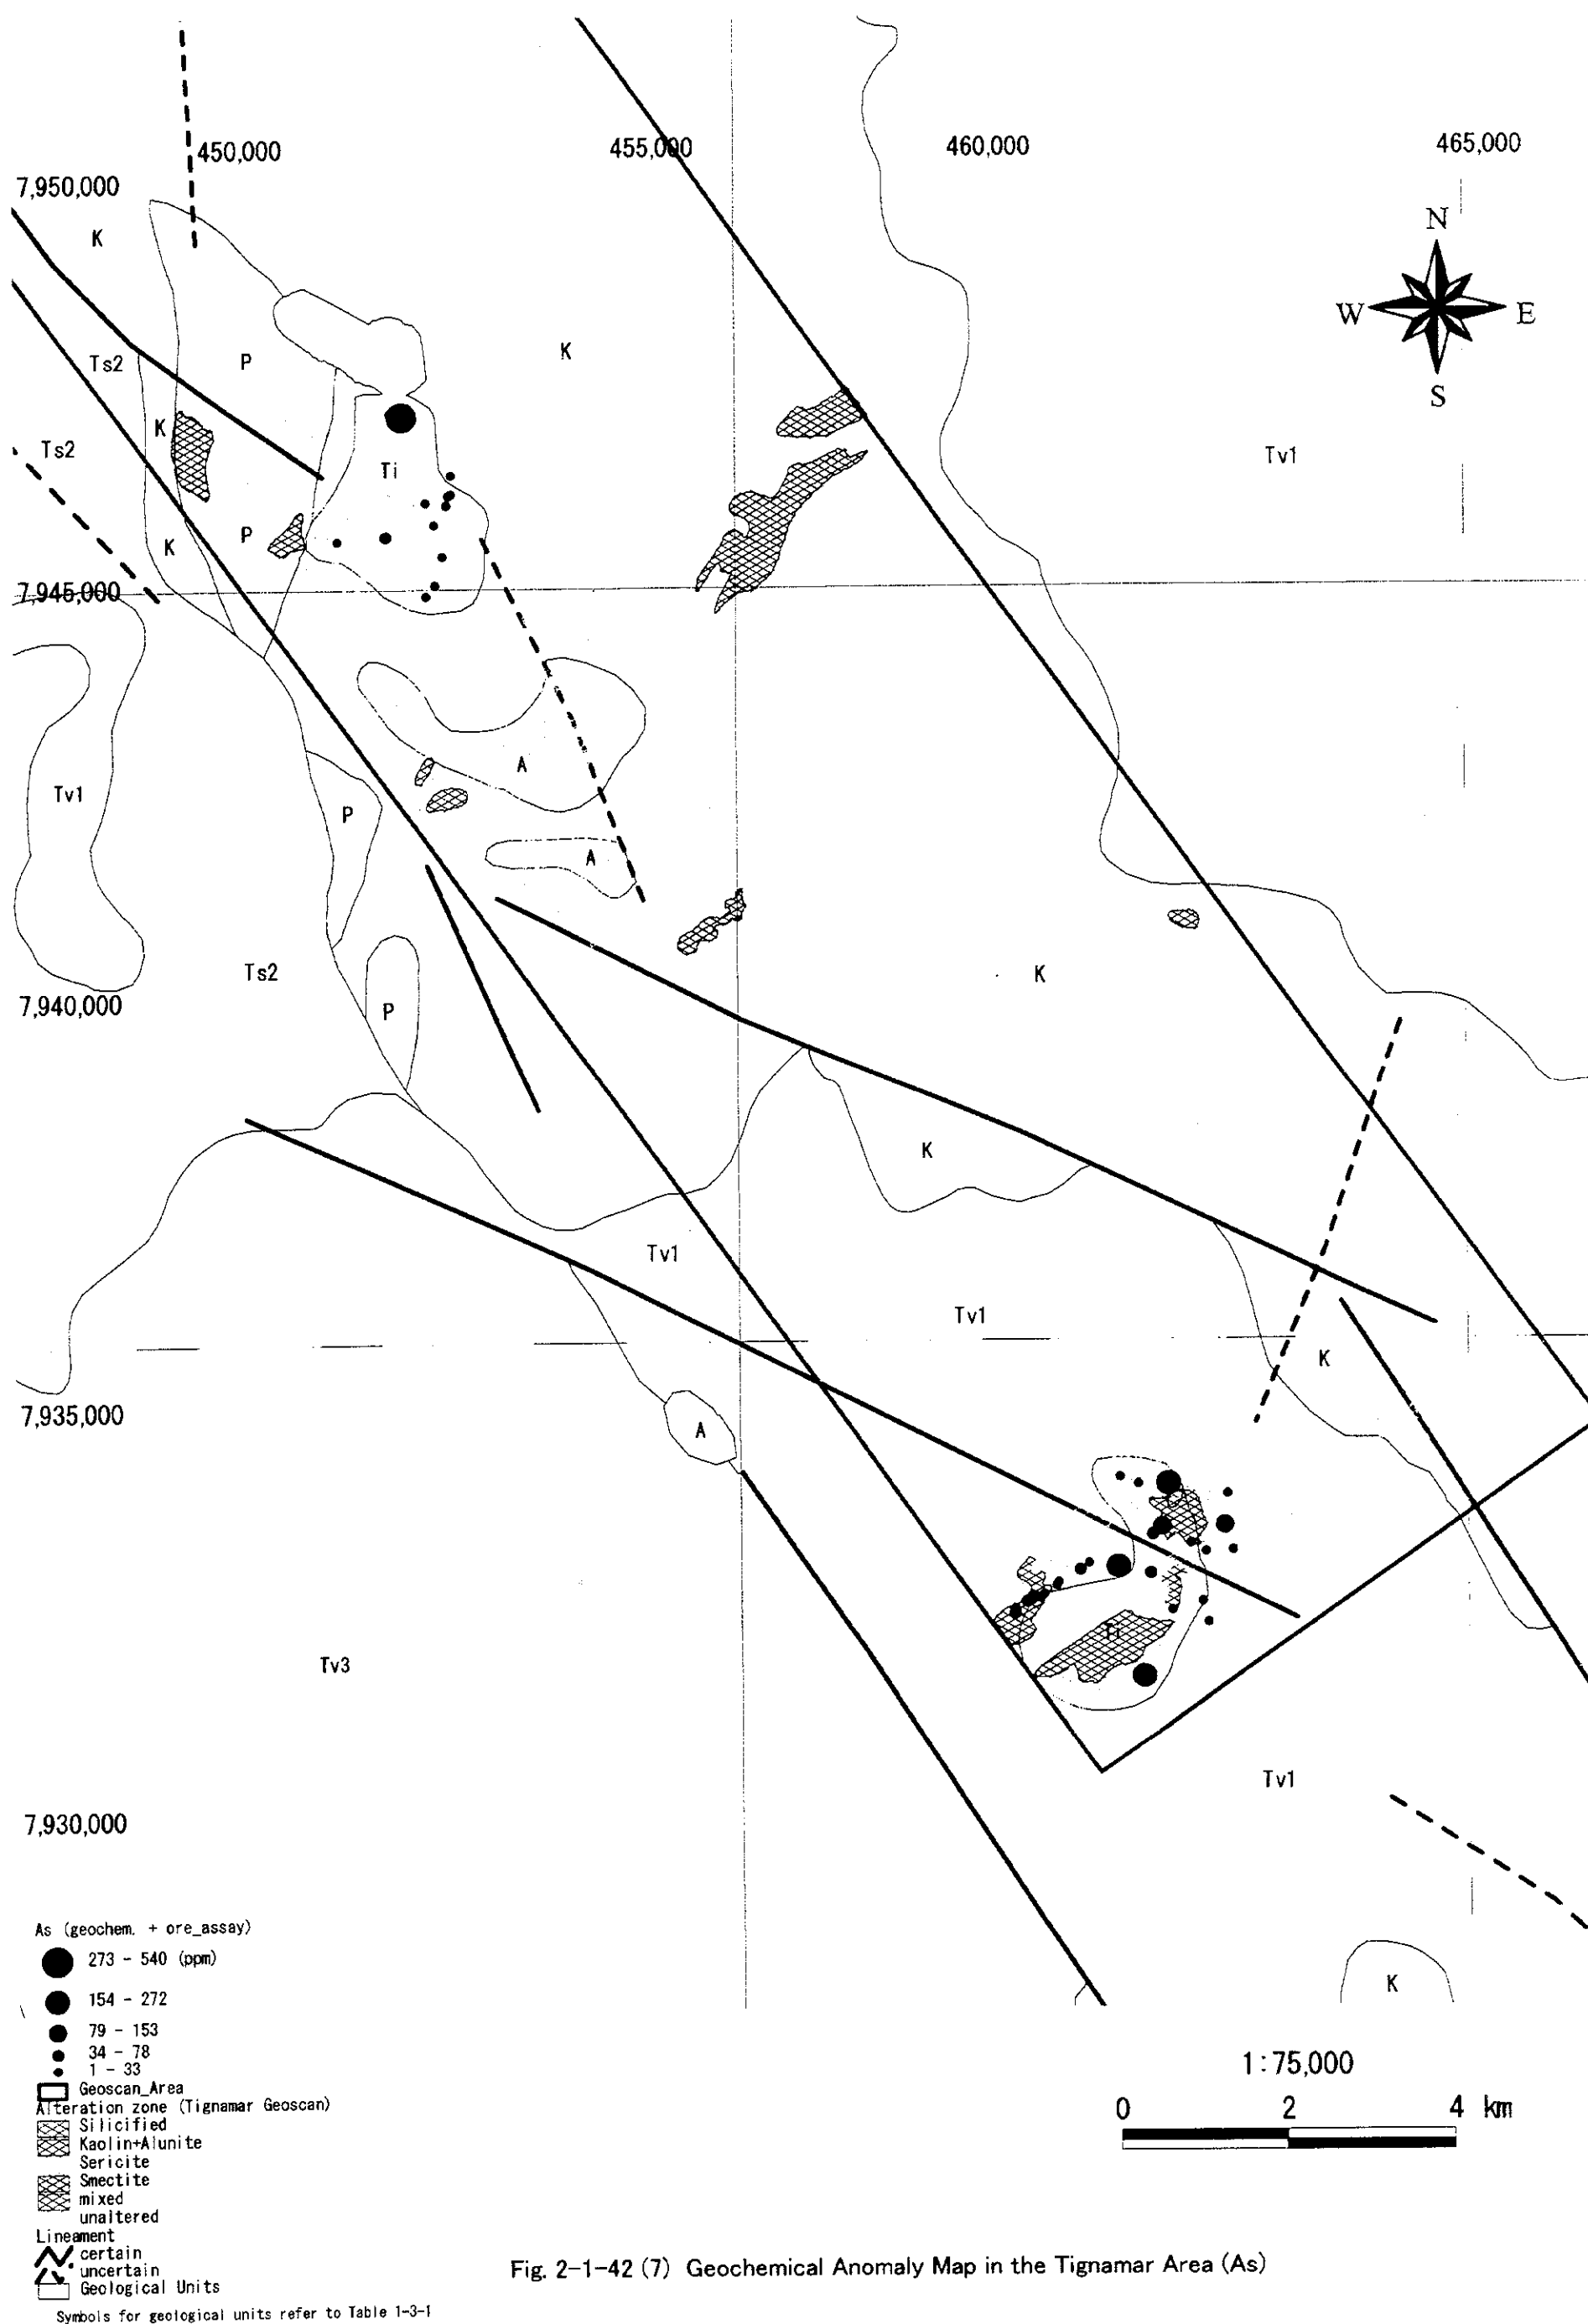 450,000
455,000
460,000
465,000
7,950,000
N
K
W
E
K
Ts2
P
S
K
Ts2
Tv1
Ti
P
K
7,945,000
A
Tv1
P
A
Ts2
K
7,940,000
P
K
Tv1
Tv1
K
7,935,000
A
Ti
Tv3
Tv1
7,930,000
As (geochem. + ore_assay)
273 - 540 (ppm)
154 - 272
K
79 - 153
34 - 78
1 - 33
1:75,000
Geoscan_Area
Alteration zone (Tignamar Geoscan)
0 2 4 km
Silicified
Kaolin+Alunite
Sericite
Smectite
mixed
unaltered
Lineament
certain
uncertain
Geological Units
Fig. 2-1-42 (7) Geochemical Anomaly Map in the Tignamar Area (As)
Symbols for geological units refer to Table 1-3-1